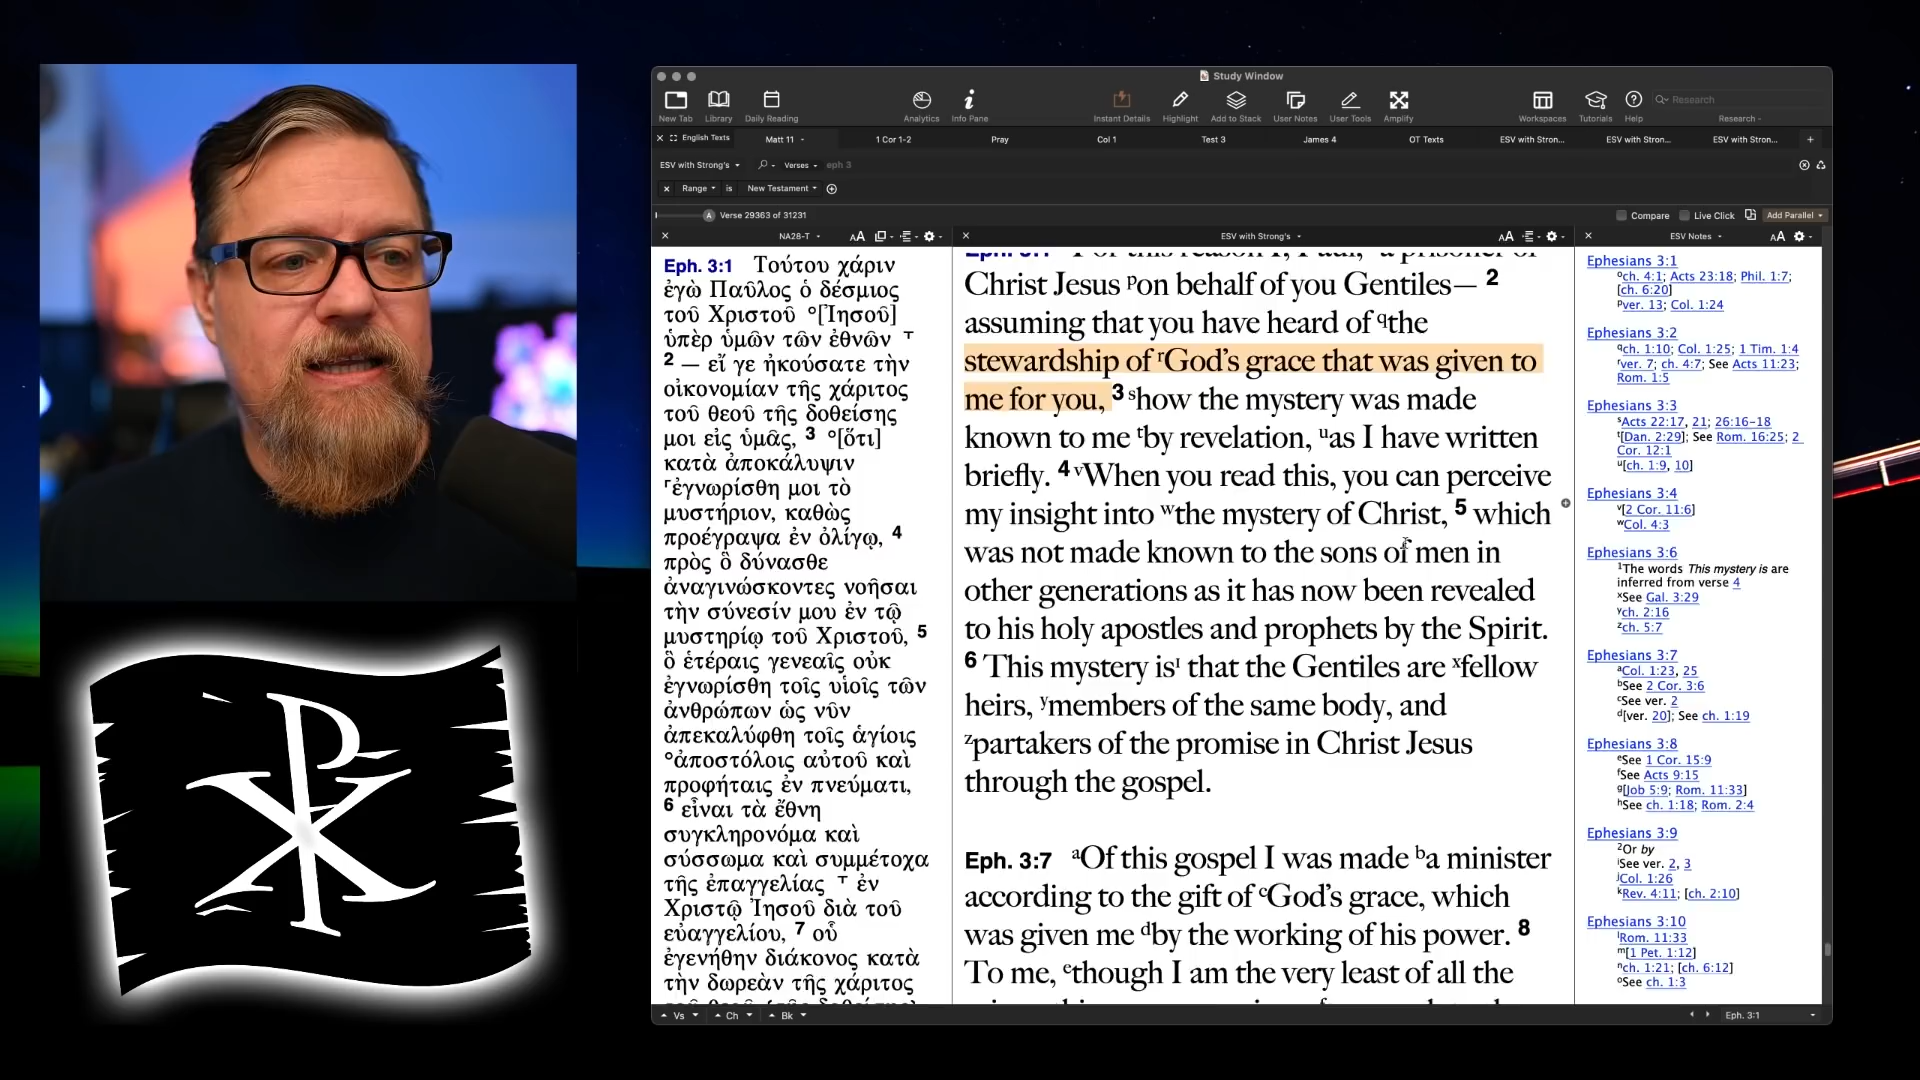 Study Window
New Tab Library Daily Reading Analytics Info Pane Instant Details Highlight Add to Stack User Notes User Tools Amplify Workspaces Tutorials Help Research
Research
English Texts Matt 11 1 Cor 1-2 Pray Col 1 Test 3 James 4 OT Texts ESV with Stron... ESV with Stron... ESV with Stron...
ESV with Strong's Verses eph 3
Range is New Testament
Verse 29363 of 31231 Compare Live Click Add Parallel
NA28-T
Eph. 3:1 Τούτου χάριν
ἐγὼ Παῦλος ὁ δέσμιος
τοῦ Χριστοῦ °[Ἰησοῦ]
ὑπὲρ ὑμῶν τῶν ἐθνῶν ⸆
2 — εἴ γε ἠκούσατε τὴν
οἰκονομίαν τῆς χάριτος
τοῦ θεοῦ τῆς δοθείσης
μοι εἰς ὑμᾶς, 3 °[ὅτι]
κατὰ ἀποκάλυψιν
⸀ἐγνωρίσθη μοι τὸ
μυστήριον, καθὼς
προέγραψα ἐν ὀλίγῳ, 4
πρὸς ὃ δύνασθε
ἀναγινώσκοντες νοῆσαι
τὴν σύνεσίν μου ἐν τῷ
μυστηρίῳ τοῦ Χριστοῦ, 5
ὃ ἑτέραις γενεαῖς οὐκ
ἐγνωρίσθη τοῖς υἱοῖς τῶν
ἀνθρώπων ὡς νῦν
ἀπεκαλύφθη τοῖς ἁγίοις
°ἀποστόλοις αὐτοῦ καὶ
προφήταις ἐν πνεύματι,
6 εἶναι τὰ ἔθνη
συγκληρονόμα καὶ
σύσσωμα καὶ συμμέτοχα
τῆς ἐπαγγελίας ⸆ ἐν
Χριστῷ Ἰησοῦ διὰ τοῦ
εὐαγγελίου, 7 οὗ
ἐγενήθην διάκονος κατὰ
τὴν δωρεὰν τῆς χάριτος
ESV with Strong's
Eph. 3:1 For this reason I, Paul, a prisoner of
Christ Jesus pon behalf of you Gentiles— 2
assuming that you have heard of qthe
stewardship of rGod's grace that was given to
me for you, 3 show the mystery was made
known to me tby revelation, uas I have written
briefly. 4 vWhen you read this, you can perceive
my insight into wthe mystery of Christ, 5 which
was not made known to the sons of men in
other generations as it has now been revealed
to his holy apostles and prophets by the Spirit.
6 This mystery is1 that the Gentiles are xfellow
heirs, ymembers of the same body, and
zpartakers of the promise in Christ Jesus
through the gospel.
Eph. 3:7 aOf this gospel I was made ba minister
according to the gift of cGod's grace, which
was given me dby the working of his power. 8
To me, ethough I am the very least of all the
ESV Notes
Ephesians 3:1
och. 4:1; Acts 23:18; Phil. 1:7;
[ch. 6:20]
pver. 13; Col. 1:24
Ephesians 3:2
qch. 1:10; Col. 1:25; 1 Tim. 1:4
rver. 7; ch. 4:7; See Acts 11:23;
Rom. 1:5
Ephesians 3:3
sActs 22:17, 21; 26:16-18
t[Dan. 2:29]; See Rom. 16:25; 2
Cor. 12:1
u[ch. 1:9, 10]
Ephesians 3:4
v[2 Cor. 11:6]
wCol. 4:3
Ephesians 3:6
1The words This mystery is are
inferred from verse 4
xSee Gal. 3:29
ych. 2:16
zch. 5:7
Ephesians 3:7
aCol. 1:23, 25
bSee 2 Cor. 3:6
cSee ver. 2
d[ver. 20]; See ch. 1:19
Ephesians 3:8
eSee 1 Cor. 15:9
fSee Acts 9:15
g[Job 5:9; Rom. 11:33]
hSee ch. 1:18; Rom. 2:4
Ephesians 3:9
2Or by
iSee ver. 2, 3
jCol. 1:26
kRev. 4:11; [ch. 2:10]
Ephesians 3:10
lRom. 11:33
m[1 Pet. 1:12]
nch. 1:21; [ch. 6:12]
oSee ch. 1:3
Vs Ch Bk Eph. 3:1